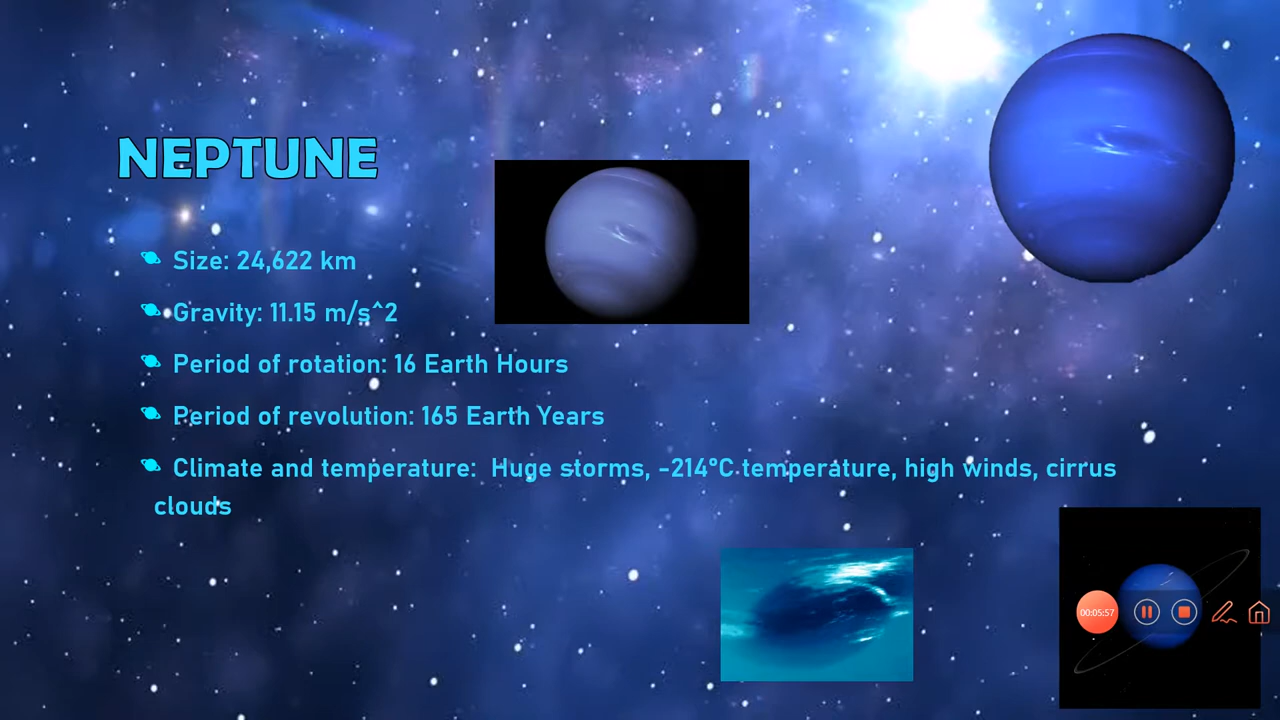 NEPTUNE
Size: 24,622 km
Gravity: 11.15 m/s^2
Period of rotation: 16 Earth Hours
Period of revolution: 165 Earth Years
Climate and temperature: Huge storms, -214°C temperature, high winds, cirrus
clouds
00:05:57